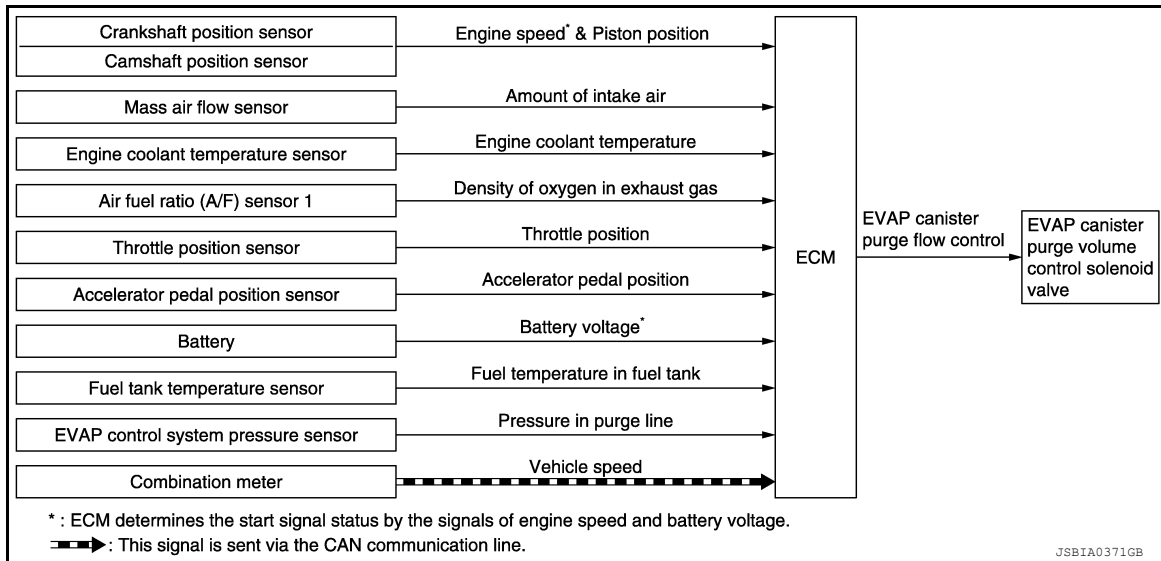 Crankshaft position sensor
Engine speed* & Piston position
Camshaft position sensor
Mass air flow sensor
Amount of intake air
Engine coolant temperature sensor
Engine coolant temperature
Air fuel ratio (A/F) sensor 1
Density of oxygen in exhaust gas
Throttle position sensor
Throttle position
Accelerator pedal position sensor
Accelerator pedal position
Battery
Battery voltage*
Fuel tank temperature sensor
Fuel temperature in fuel tank
EVAP control system pressure sensor
Pressure in purge line
Combination meter
Vehicle speed
ECM
EVAP canister
purge flow control
EVAP canister
purge volume
control solenoid
valve
* : ECM determines the start signal status by the signals of engine speed and battery voltage.
: This signal is sent via the CAN communication line.
JSBIA0371GB